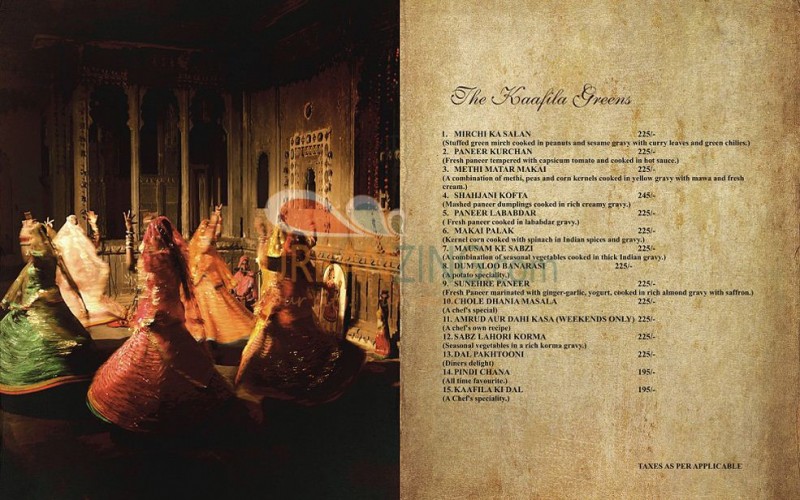 The Kaafila Greens
1. MIRCHI KA SALAN 225/-
(Stuffed green mirch cooked in peanuts and sesame gravy with curry leaves and green chilies.)
2. PANEER KURCHAN 225/-
(Fresh paneer tempered with capsicum tomato and cooked in hot sauce.)
3. METHI MATAR MAKAI 225/-
(A combination of methi, peas and corn kernels cooked in yellow gravy with mawa and fresh
cream.)
4. SHAHJANI KOFTA 245/-
(Mashed paneer dumplings cooked in rich creamy gravy.)
5. PANEER LABABDAR 225/-
( Fresh paneer cooked in lababdar gravy.)
6. MAKAI PALAK 225/-
(Kernel corn cooked with spinach in Indian spices and gravy.)
7. MAUSAM KE SABZI 225/-
(A combination of seasonal vegetables cooked in thick Indian gravy.)
8. DUM ALOO BANARASI 225/-
(A potato speciality.)
9. SUNEHRE PANEER 225/-
(Fresh Paneer marinated with ginger-garlic, yogurt, cooked in rich almond gravy with saffron.)
10. CHOLE DHANIA MASALA 225/-
(A chef's special)
11. AMRUD AUR DAHI KASA (WEEKENDS ONLY) 225/-
(A chef's own recipe)
12. SABZ LAHORI KORMA 225/-
(Seasonal vegetables in a rich korma gravy.)
13. DAL PAKHTOONI 225/-
(Diners delight)
14. PINDI CHANA 195/-
(All time favourite.)
15. KAAFILA KI DAL 195/-
(A Chef's speciality.)
TAXES AS PER APPLICABLE